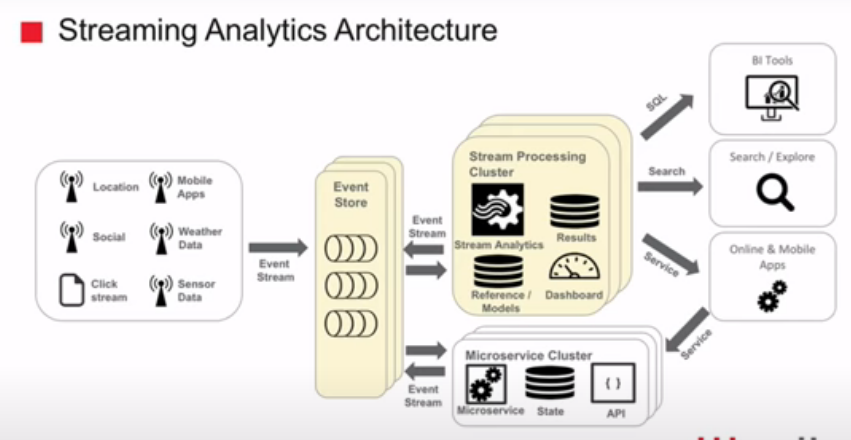 Streaming Analytics Architecture
Location
Mobile
Apps
Social
Weather
Data
Click
stream
Sensor
Data
Event
Stream
Event
Store
Event
Stream
Event
Stream
Stream Processing
Cluster
Stream Analytics
Results
Reference /
Models
Dashboard
Microservice Cluster
Microservice
State
{ }
API
SQL
Search
Service
Service
BI Tools
Search / Explore
Online & Mobile
Apps